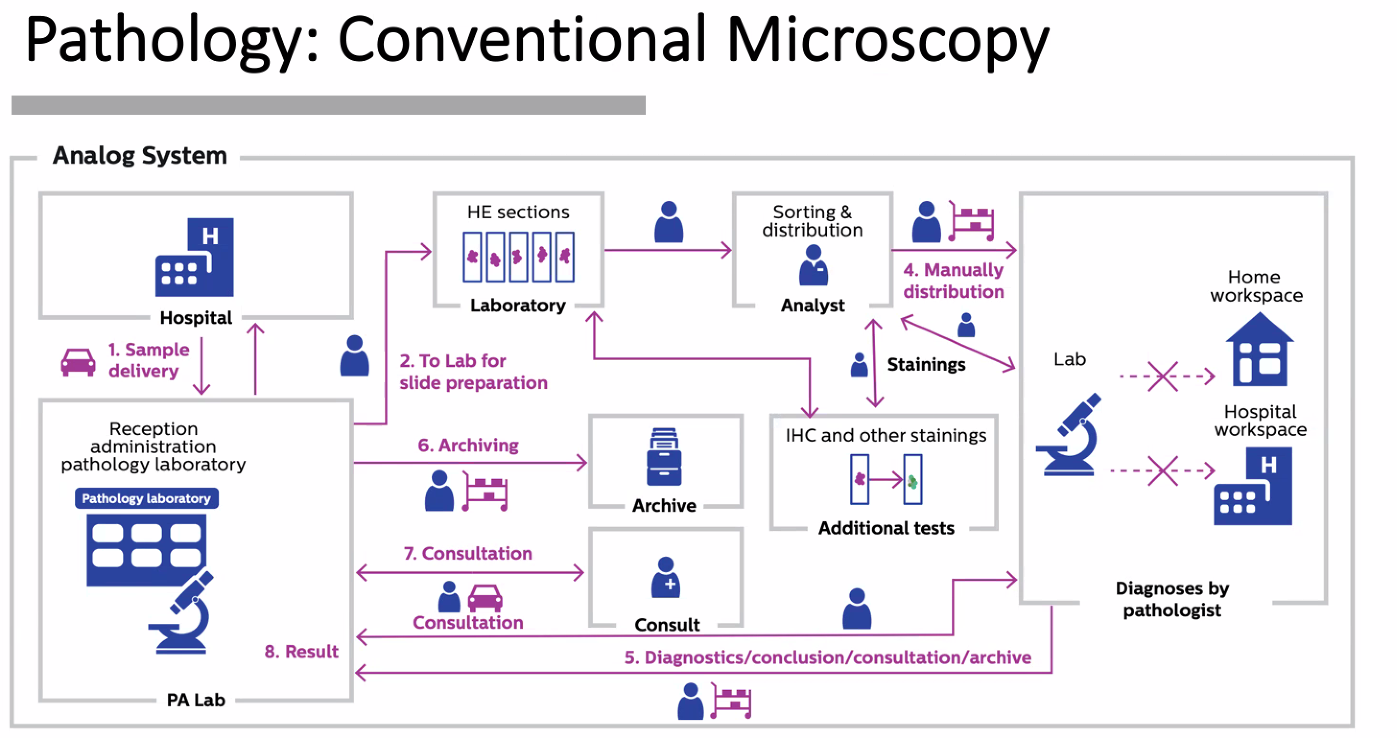 Pathology: Conventional Microscopy
Analog System
H
Hospital
1. Sample
delivery
Reception
administration
pathology laboratory
Pathology laboratory
PA Lab
2. To Lab for
slide preparation
HE sections
Laboratory
Sorting &
distribution
Analyst
4. Manually
distribution
Stainings
IHC and other stainings
Additional tests
6. Archiving
Archive
7. Consultation
Consultation
Consult
8. Result
5. Diagnostics/conclusion/consultation/archive
Lab
Home
workspace
Hospital
workspace
H
Diagnoses by
pathologist